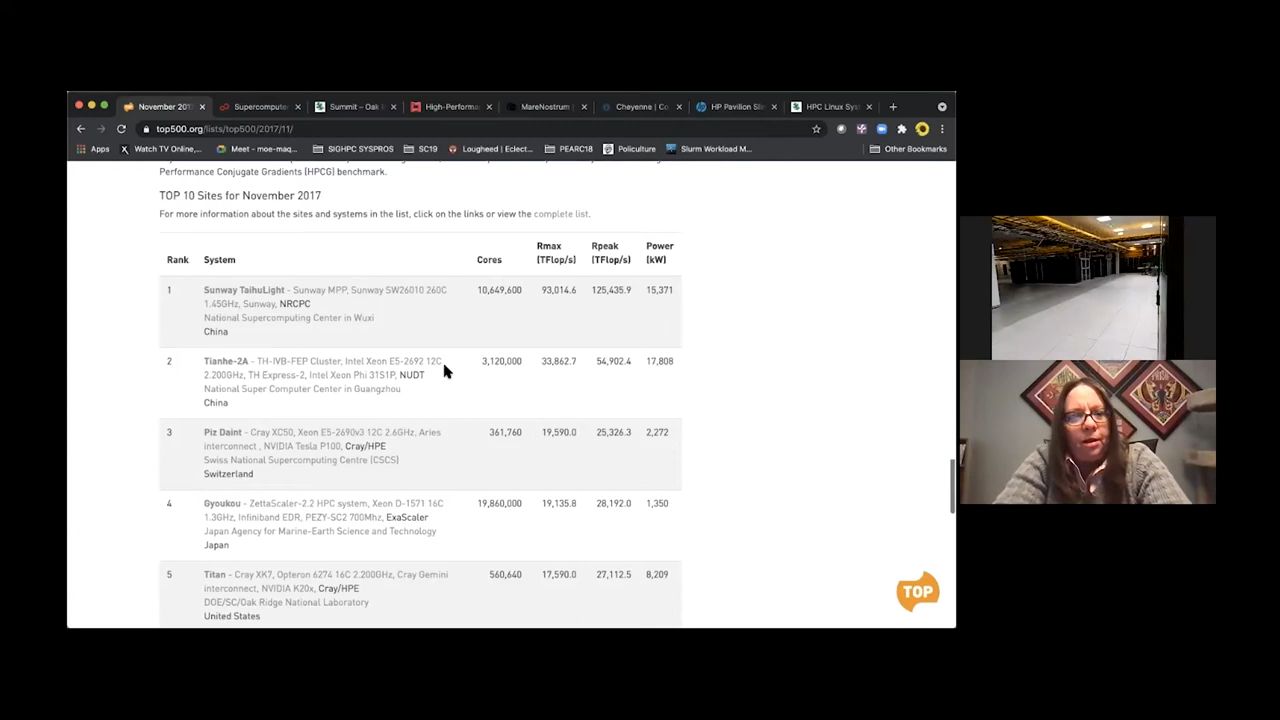 November 201
Supercompute
Summit – Oak
High-Performa
MareNostrum
Cheyenne | Co
HP Pavilion Sli
HPC Linux Sys
top500.org/lists/top500/2017/11/
Apps
Watch TV Online,...
Meet – moe-maq...
SIGHPC SYSPROS
SC19
Lougheed | Eclect...
PEARC18
Policulture
Slurm Workload M...
Other Bookmarks
Performance Conjugate Gradients (HPCG) benchmark.
TOP 10 Sites for November 2017
For more information about the sites and systems in the list, click on the links or view the complete list.
Rank System Cores Rmax (TFlop/s) Rpeak (TFlop/s) Power (kW)
1 Sunway TaihuLight - Sunway MPP, Sunway SW26010 260C 10,649,600 93,014.6 125,435.9 15,371
1.45GHz, Sunway, NRCPC
National Supercomputing Center in Wuxi
China
2 Tianhe-2A - TH-IVB-FEP Cluster, Intel Xeon E5-2692 12C 3,120,000 33,862.7 54,902.4 17,808
2.200GHz, TH Express-2, Intel Xeon Phi 31S1P, NUDT
National Super Computer Center in Guangzhou
China
3 Piz Daint - Cray XC50, Xeon E5-2690v3 12C 2.6GHz, Aries 361,760 19,590.0 25,326.3 2,272
interconnect , NVIDIA Tesla P100, Cray/HPE
Swiss National Supercomputing Centre (CSCS)
Switzerland
4 Gyoukou - ZettaScaler-2.2 HPC system, Xeon D-1571 16C 19,860,000 19,135.8 28,192.0 1,350
1.3GHz, Infiniband EDR, PEZY-SC2 700Mhz, ExaScaler
Japan Agency for Marine-Earth Science and Technology
Japan
5 Titan - Cray XK7, Opteron 6274 16C 2.200GHz, Cray Gemini 560,640 17,590.0 27,112.5 8,209
interconnect, NVIDIA K20x, Cray/HPE
DOE/SC/Oak Ridge National Laboratory
United States
TOP